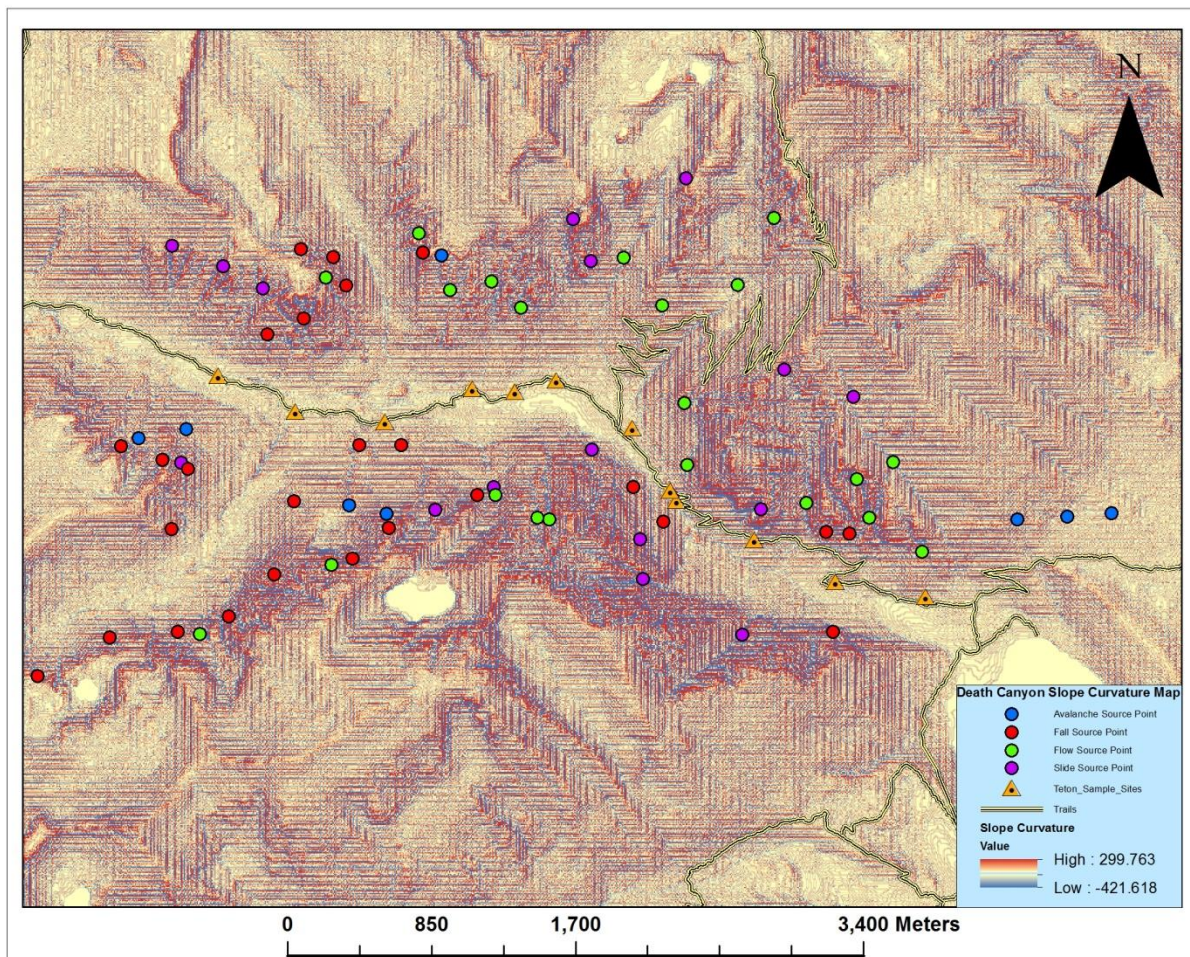 N
Death Canyon Slope Curvature Map
Avalanche Source Point
Fall Source Point
Flow Source Point
Slide Source Point
Teton_Sample_Sites
Trails
Slope Curvature
Value
High : 299.763
Low : -421.618
0 850 1,700 3,400 Meters